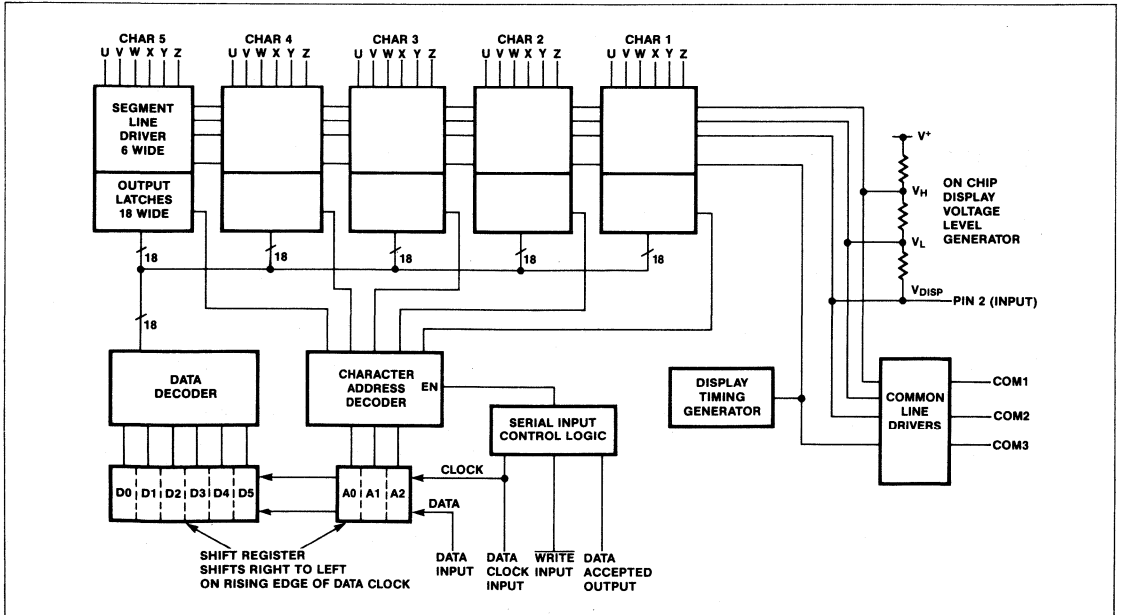 CHAR 5 CHAR 4 CHAR 3 CHAR 2 CHAR 1
U V W X Y Z U V W X Y Z U V W X Y Z U V W X Y Z U V W X Y Z
SEGMENT
LINE
DRIVER
6 WIDE
OUTPUT
LATCHES
18 WIDE
18 18 18 18 18
18
V+
VH
VL
VDISP
ON CHIP
DISPLAY
VOLTAGE
LEVEL
GENERATOR
PIN 2 (INPUT)
DATA
DECODER
CHARACTER
ADDRESS
DECODER
EN
SERIAL INPUT
CONTROL LOGIC
DISPLAY
TIMING
GENERATOR
COMMON
LINE
DRIVERS
COM1
COM2
COM3
D0 D1 D2 D3 D4 D5
A0 A1 A2
CLOCK
DATA
SHIFT REGISTER
SHIFTS RIGHT TO LEFT
ON RISING EDGE OF DATA CLOCK
DATA
INPUT
DATA
CLOCK
INPUT
WRITE
INPUT
DATA
ACCEPTED
OUTPUT